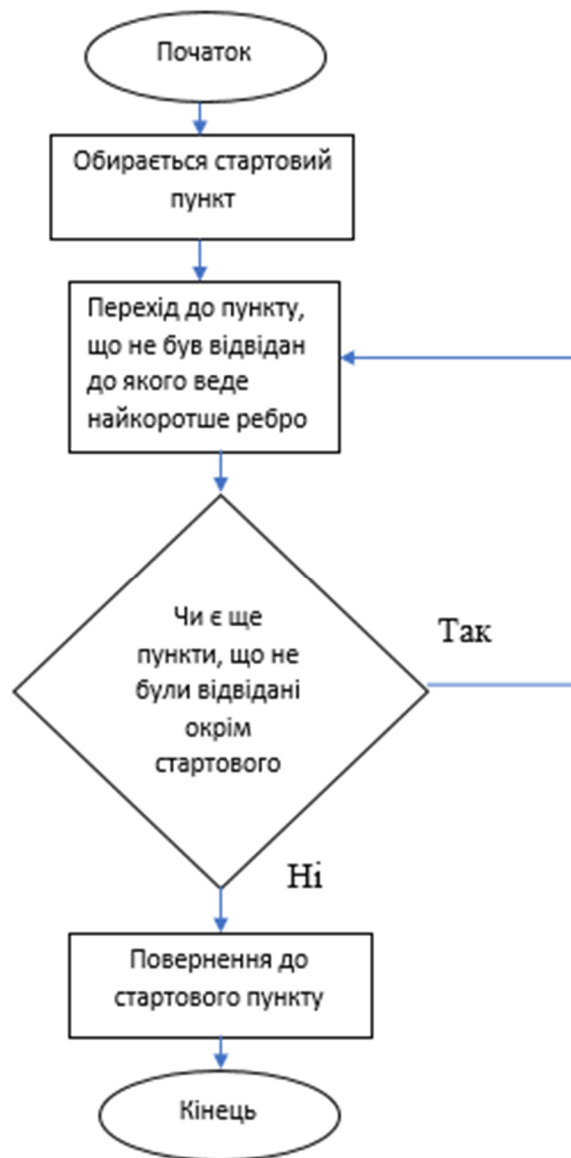 Початок
Обирається стартовий
пункт
Перехід до пункту,
що не був відвідан
до якого веде
найкоротше ребро
Чи є ще
пункти, що не
були відвідані
окрім
стартового
Так
Ні
Повернення до
стартового пункту
Кінець